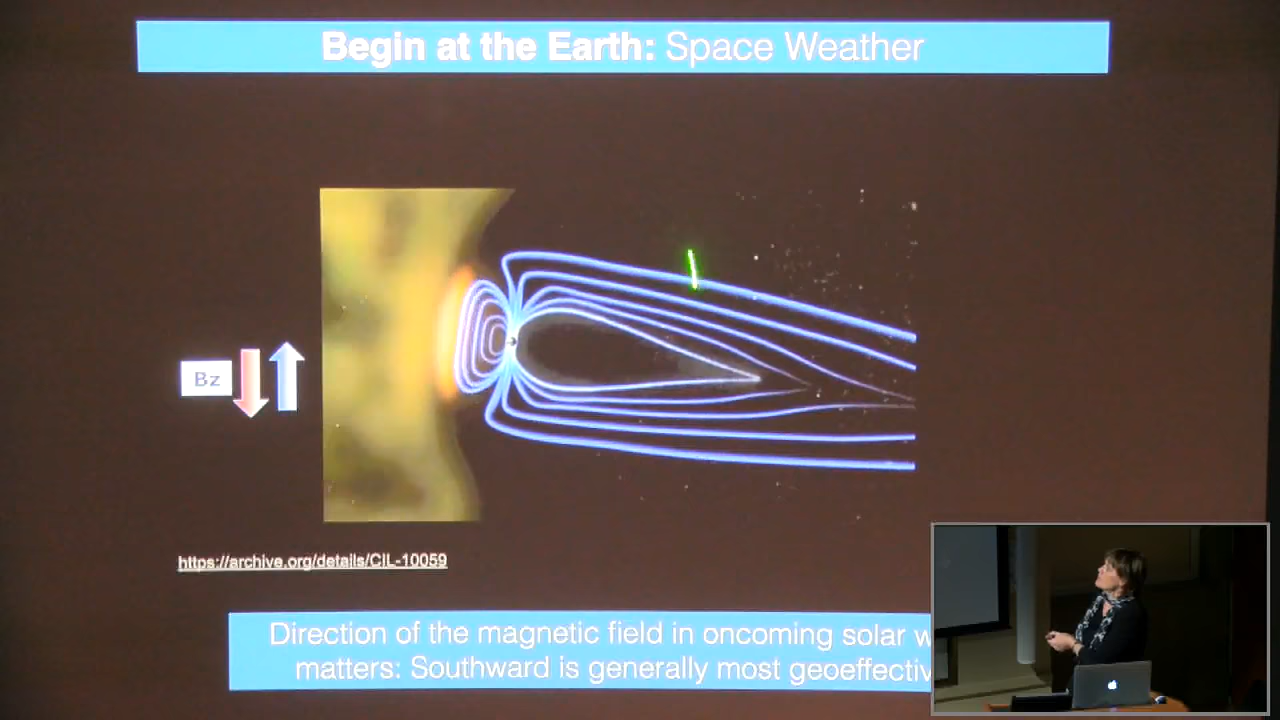 Begin at the Earth: Space Weather
Bz
https://archive.org/details/CIL-10059
Direction of the magnetic field in oncoming solar
matters: Southward is generally most